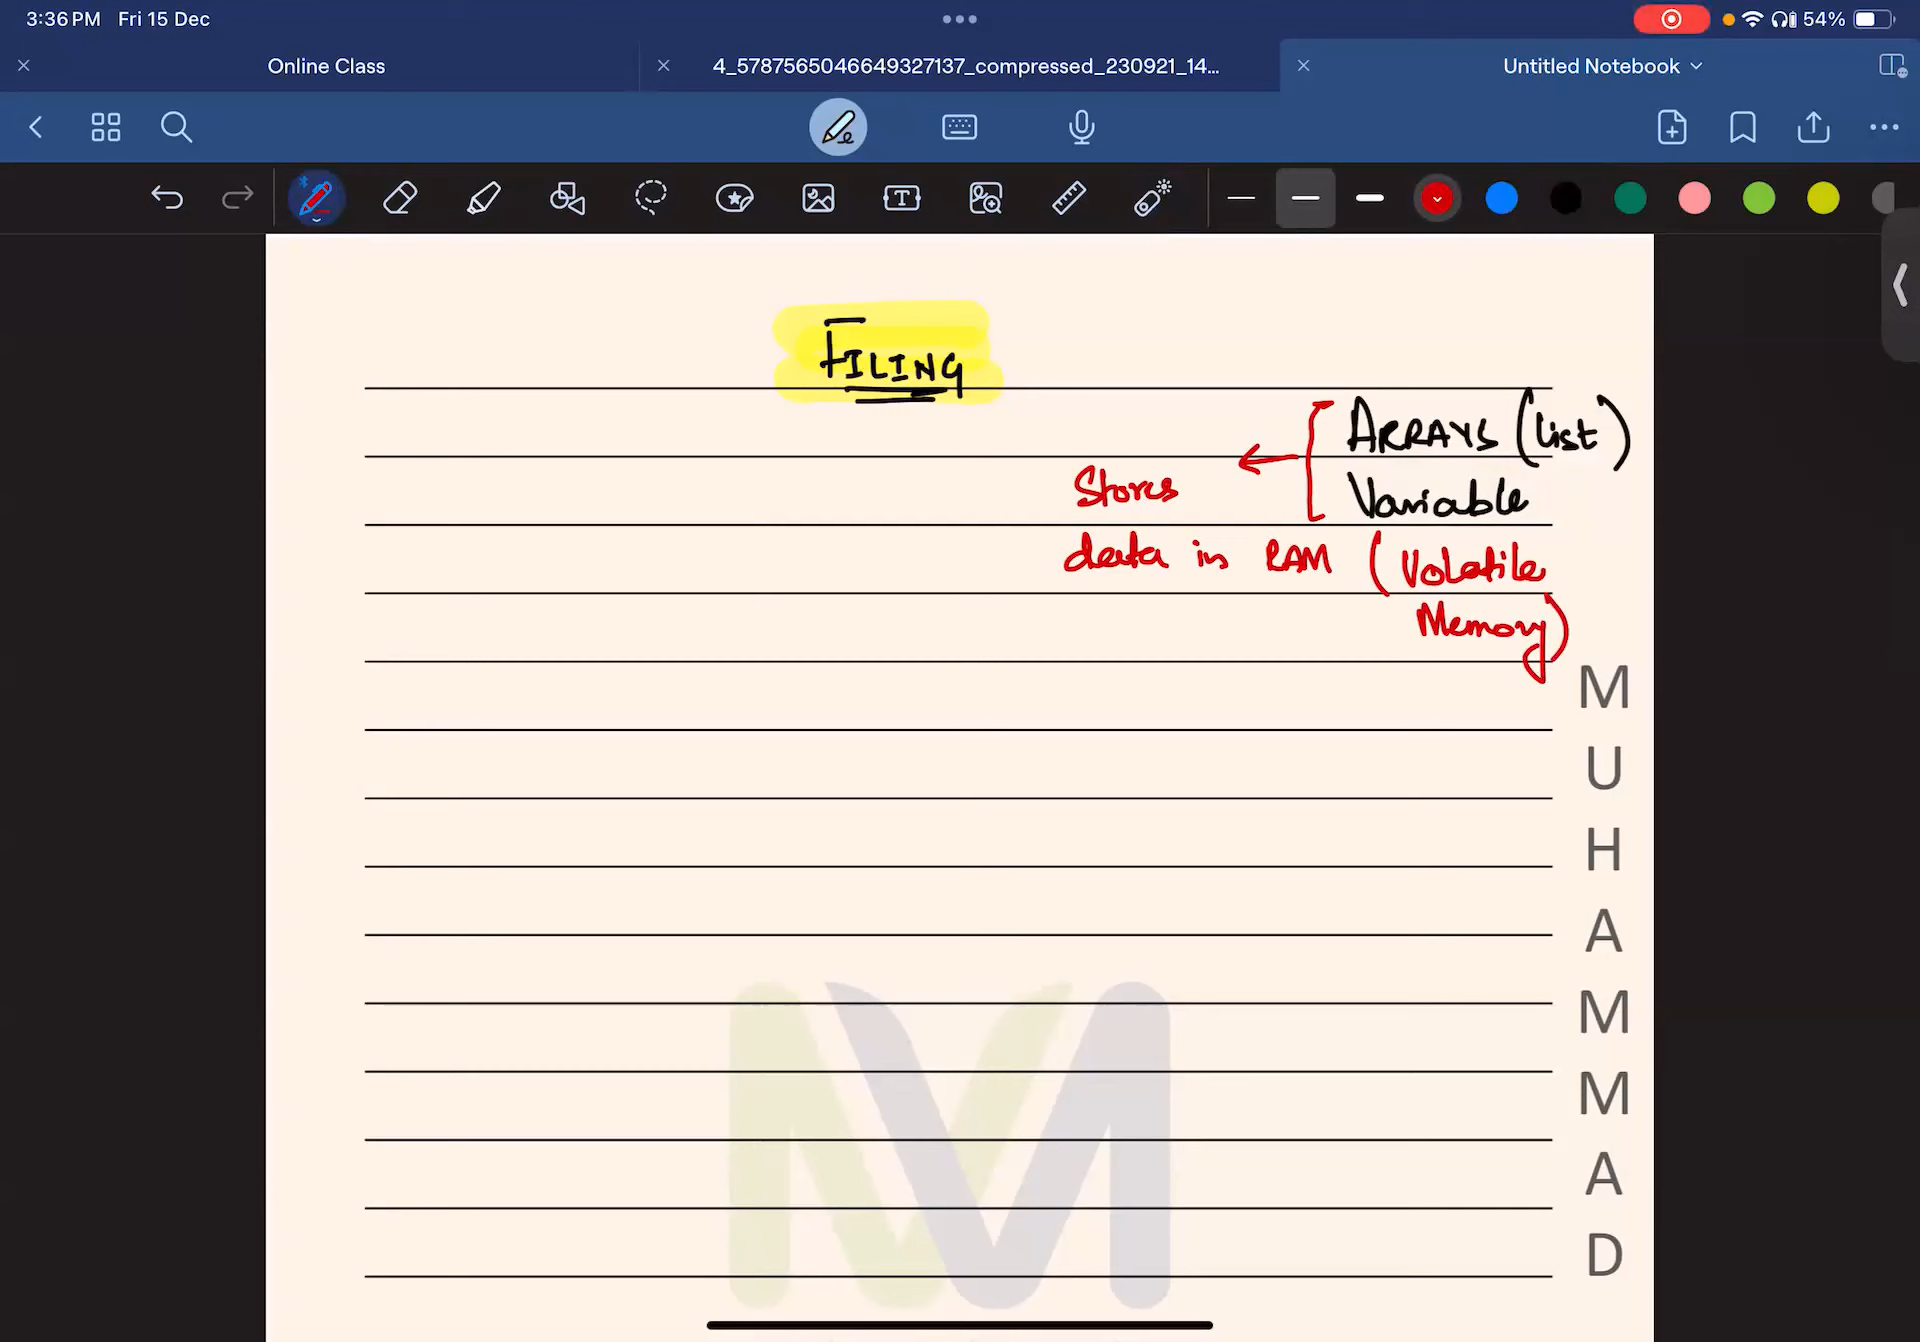 3:36 PM Fri 15 Dec
54%
Online Class
4_5787565046649327137_compressed_230921_14...
Untitled Notebook
FILING
ARRAYS (list)
Variable
Stores
data in RAM (Volatile
Memory)
M
U
H
A
M
M
A
D